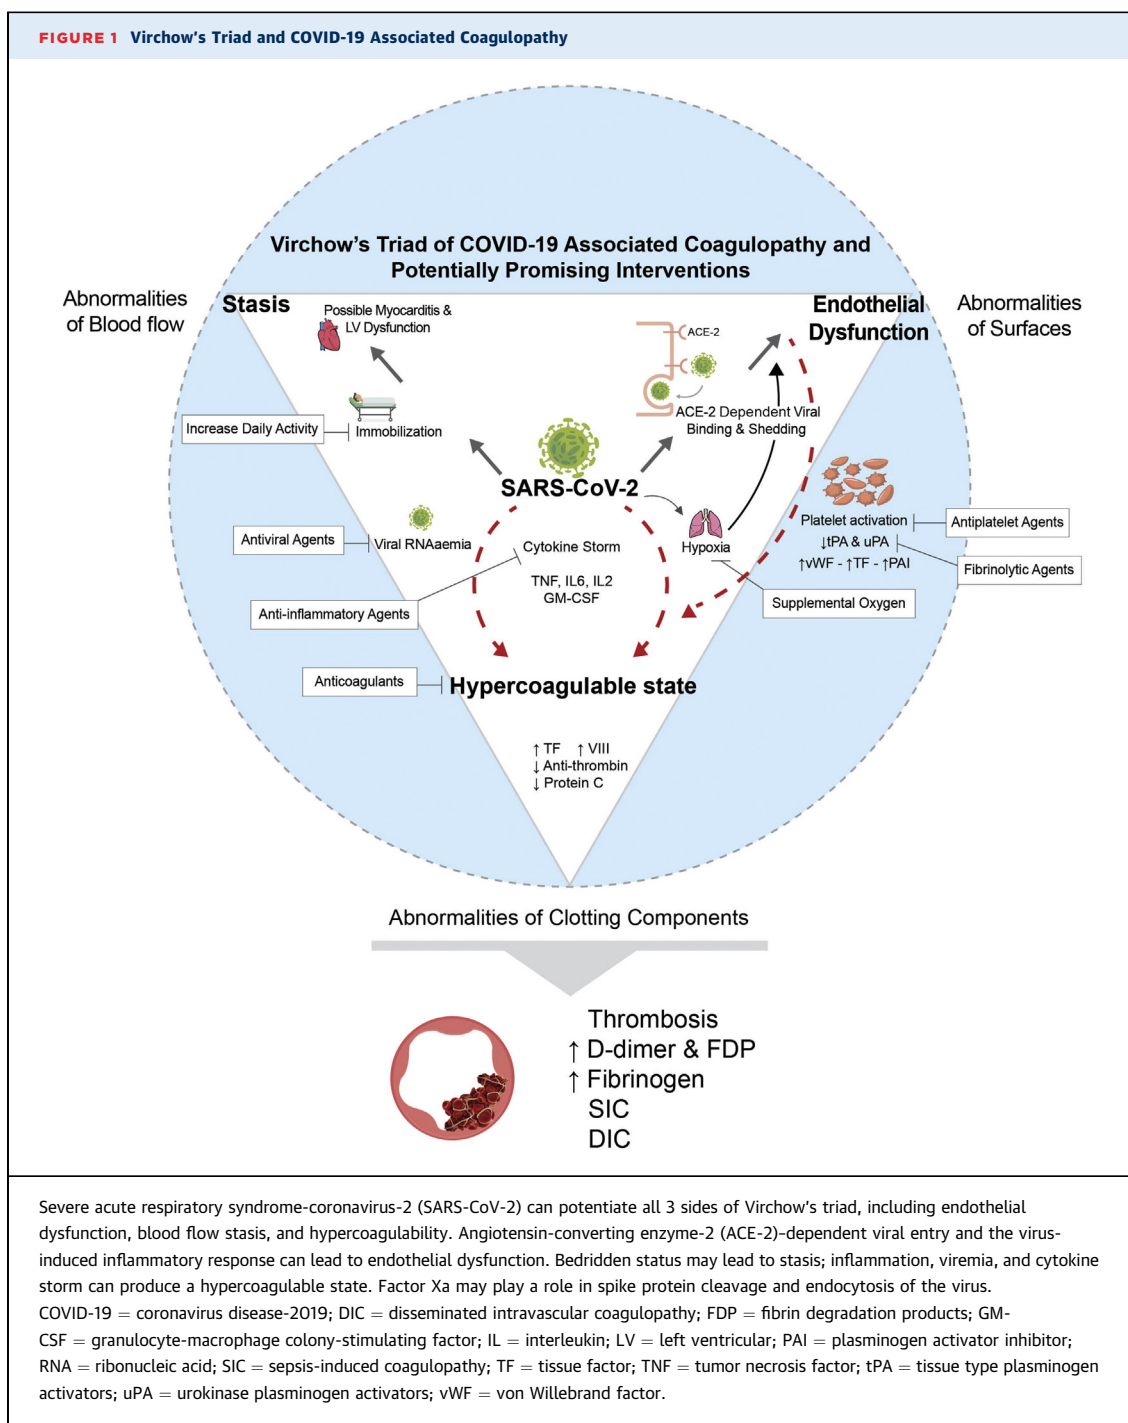 FIGURE 1 Virchow's Triad and COVID-19 Associated Coagulopathy
Virchow's Triad of COVID-19 Associated Coagulopathy and
Potentially Promising Interventions
Abnormalities
of Blood flow
Stasis
Possible Myocarditis &
LV Dysfunction
Endothelial
Dysfunction
Abnormalities
of Surfaces
ACE-2
ACE-2 Dependent Viral
Binding & Shedding
Increase Daily Activity
Immobilization
SARS-CoV-2
Platelet activation
↓tPA & uPA
↑vWF - ↑TF - ↑PAI
Antiplatelet Agents
Fibrinolytic Agents
Antiviral Agents
Viral RNAaemia
Cytokine Storm
TNF, IL6, IL2
GM-CSF
Hypoxia
Supplemental Oxygen
Anti-inflammatory Agents
Anticoagulants
Hypercoagulable state
↑ TF ↑ VIII
↓ Anti-thrombin
↓ Protein C
Abnormalities of Clotting Components
Thrombosis
↑ D-dimer & FDP
↑ Fibrinogen
SIC
DIC
Severe acute respiratory syndrome-coronavirus-2 (SARS-CoV-2) can potentiate all 3 sides of Virchow's triad, including endothelial
dysfunction, blood flow stasis, and hypercoagulability. Angiotensin-converting enzyme-2 (ACE-2)–dependent viral entry and the virus-
induced inflammatory response can lead to endothelial dysfunction. Bedridden status may lead to stasis; inflammation, viremia, and cytokine
storm can produce a hypercoagulable state. Factor Xa may play a role in spike protein cleavage and endocytosis of the virus.
COVID-19 = coronavirus disease-2019; DIC = disseminated intravascular coagulopathy; FDP = fibrin degradation products; GM-
CSF = granulocyte-macrophage colony-stimulating factor; IL = interleukin; LV = left ventricular; PAI = plasminogen activator inhibitor;
RNA = ribonucleic acid; SIC = sepsis-induced coagulopathy; TF = tissue factor; TNF = tumor necrosis factor; tPA = tissue type plasminogen
activators; uPA = urokinase plasminogen activators; vWF = von Willebrand factor.